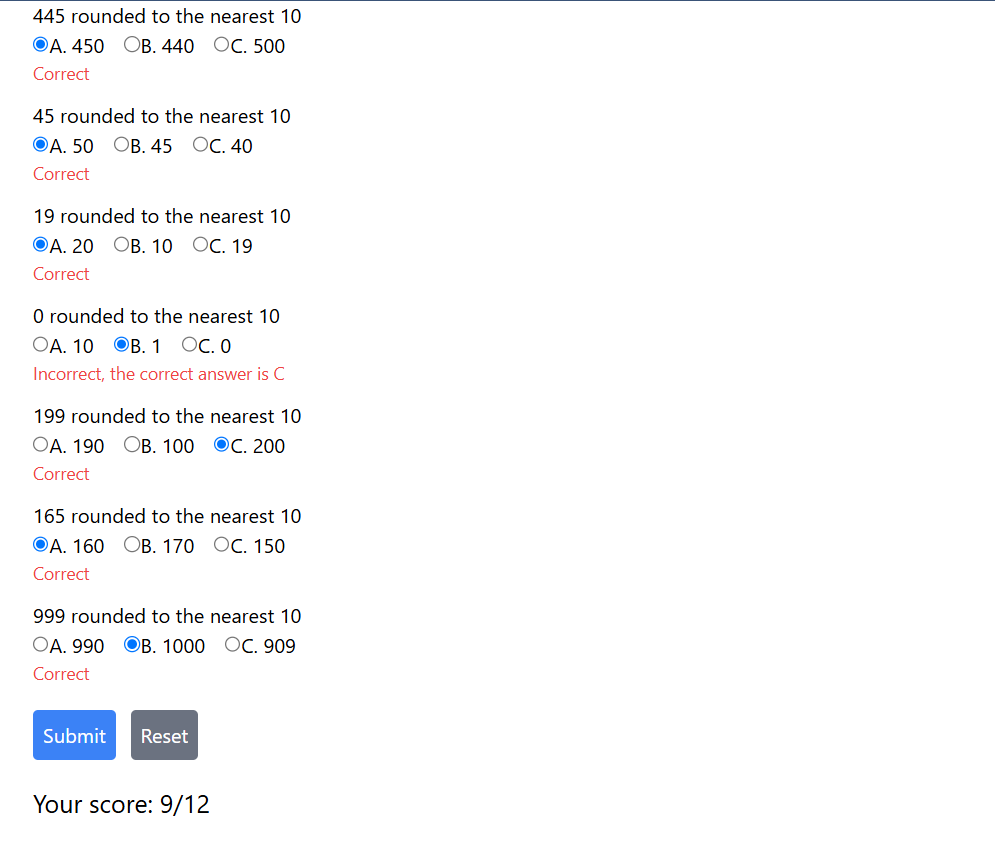 445 rounded to the nearest 10
A. 450 B. 440 C. 500
Correct
45 rounded to the nearest 10
A. 50 B. 45 C. 40
Correct
19 rounded to the nearest 10
A. 20 B. 10 C. 19
Correct
0 rounded to the nearest 10
A. 10 B. 1 C. 0
Incorrect, the correct answer is C
199 rounded to the nearest 10
A. 190 B. 100 C. 200
Correct
165 rounded to the nearest 10
A. 160 B. 170 C. 150
Correct
999 rounded to the nearest 10
A. 990 B. 1000 C. 909
Correct
Submit Reset
Your score: 9/12